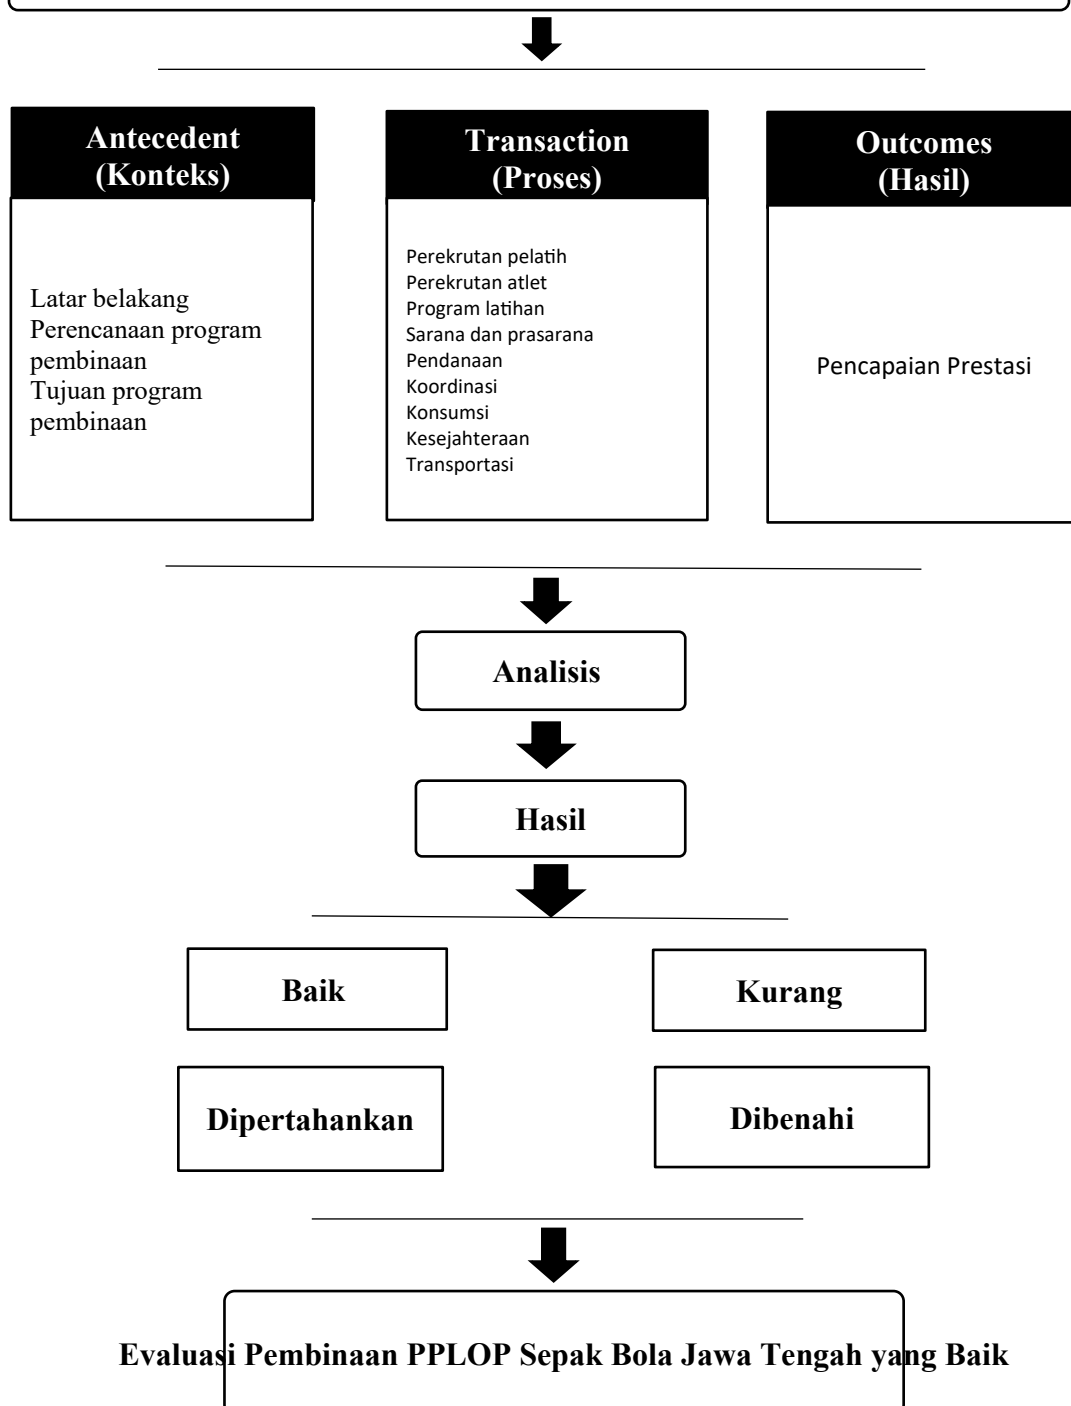 Antecedent
(Konteks)
Latar belakang
Perencanaan program
pembinaan
Tujuan program
pembinaan
Transaction
(Proses)
Perekrutan pelatih
Perekrutan atlet
Program latihan
Sarana dan prasarana
Pendanaan
Koordinasi
Konsumsi
Kesejahteraan
Transportasi
Outcomes
(Hasil)
Pencapaian Prestasi
Analisis
Hasil
Baik
Kurang
Dipertahankan
Dibenahi
Evaluasi Pembinaan PPLOP Sepak Bola Jawa Tengah yang Baik